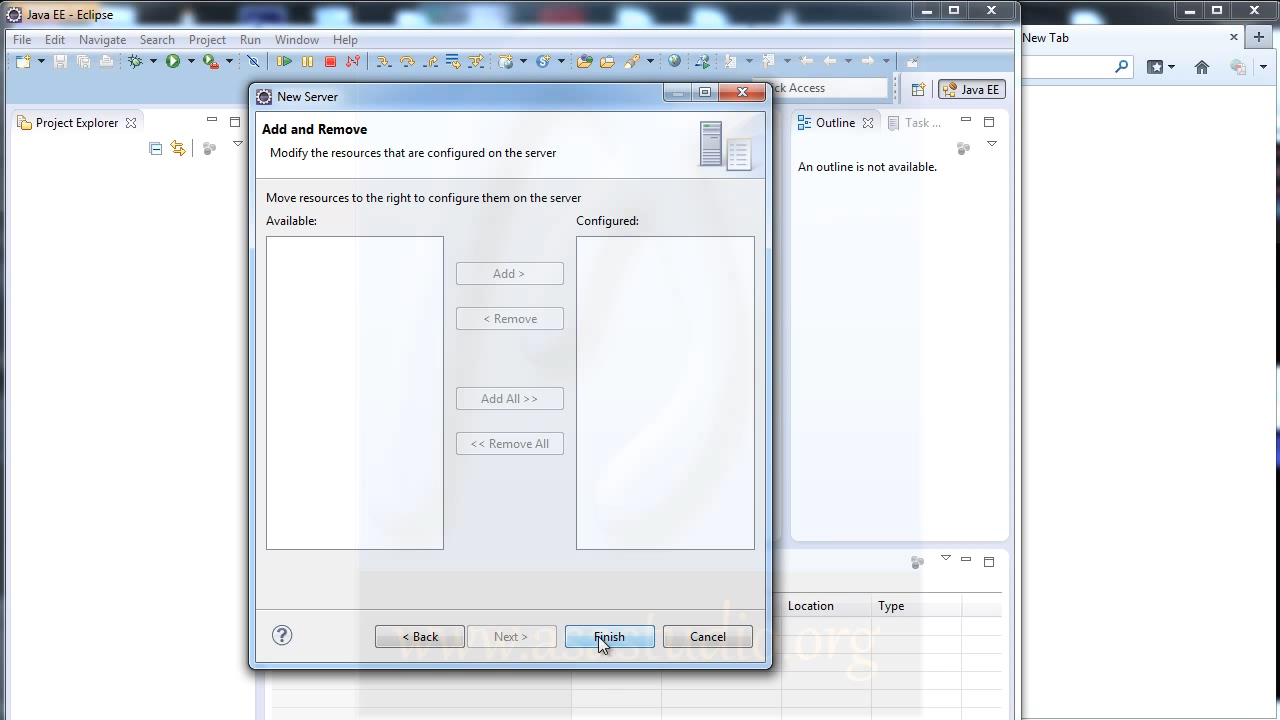 Java EE - Eclipse
File Edit Navigate Search Project Run Window Help
New Tab
ck Access
Java EE
Project Explorer
Outline
Task ...
An outline is not available.
New Server
Add and Remove
Modify the resources that are configured on the server
Move resources to the right to configure them on the server
Available:
Configured:
Add >
< Remove
Add All >>
<< Remove All
Location Type
< Back Next > Finish Cancel